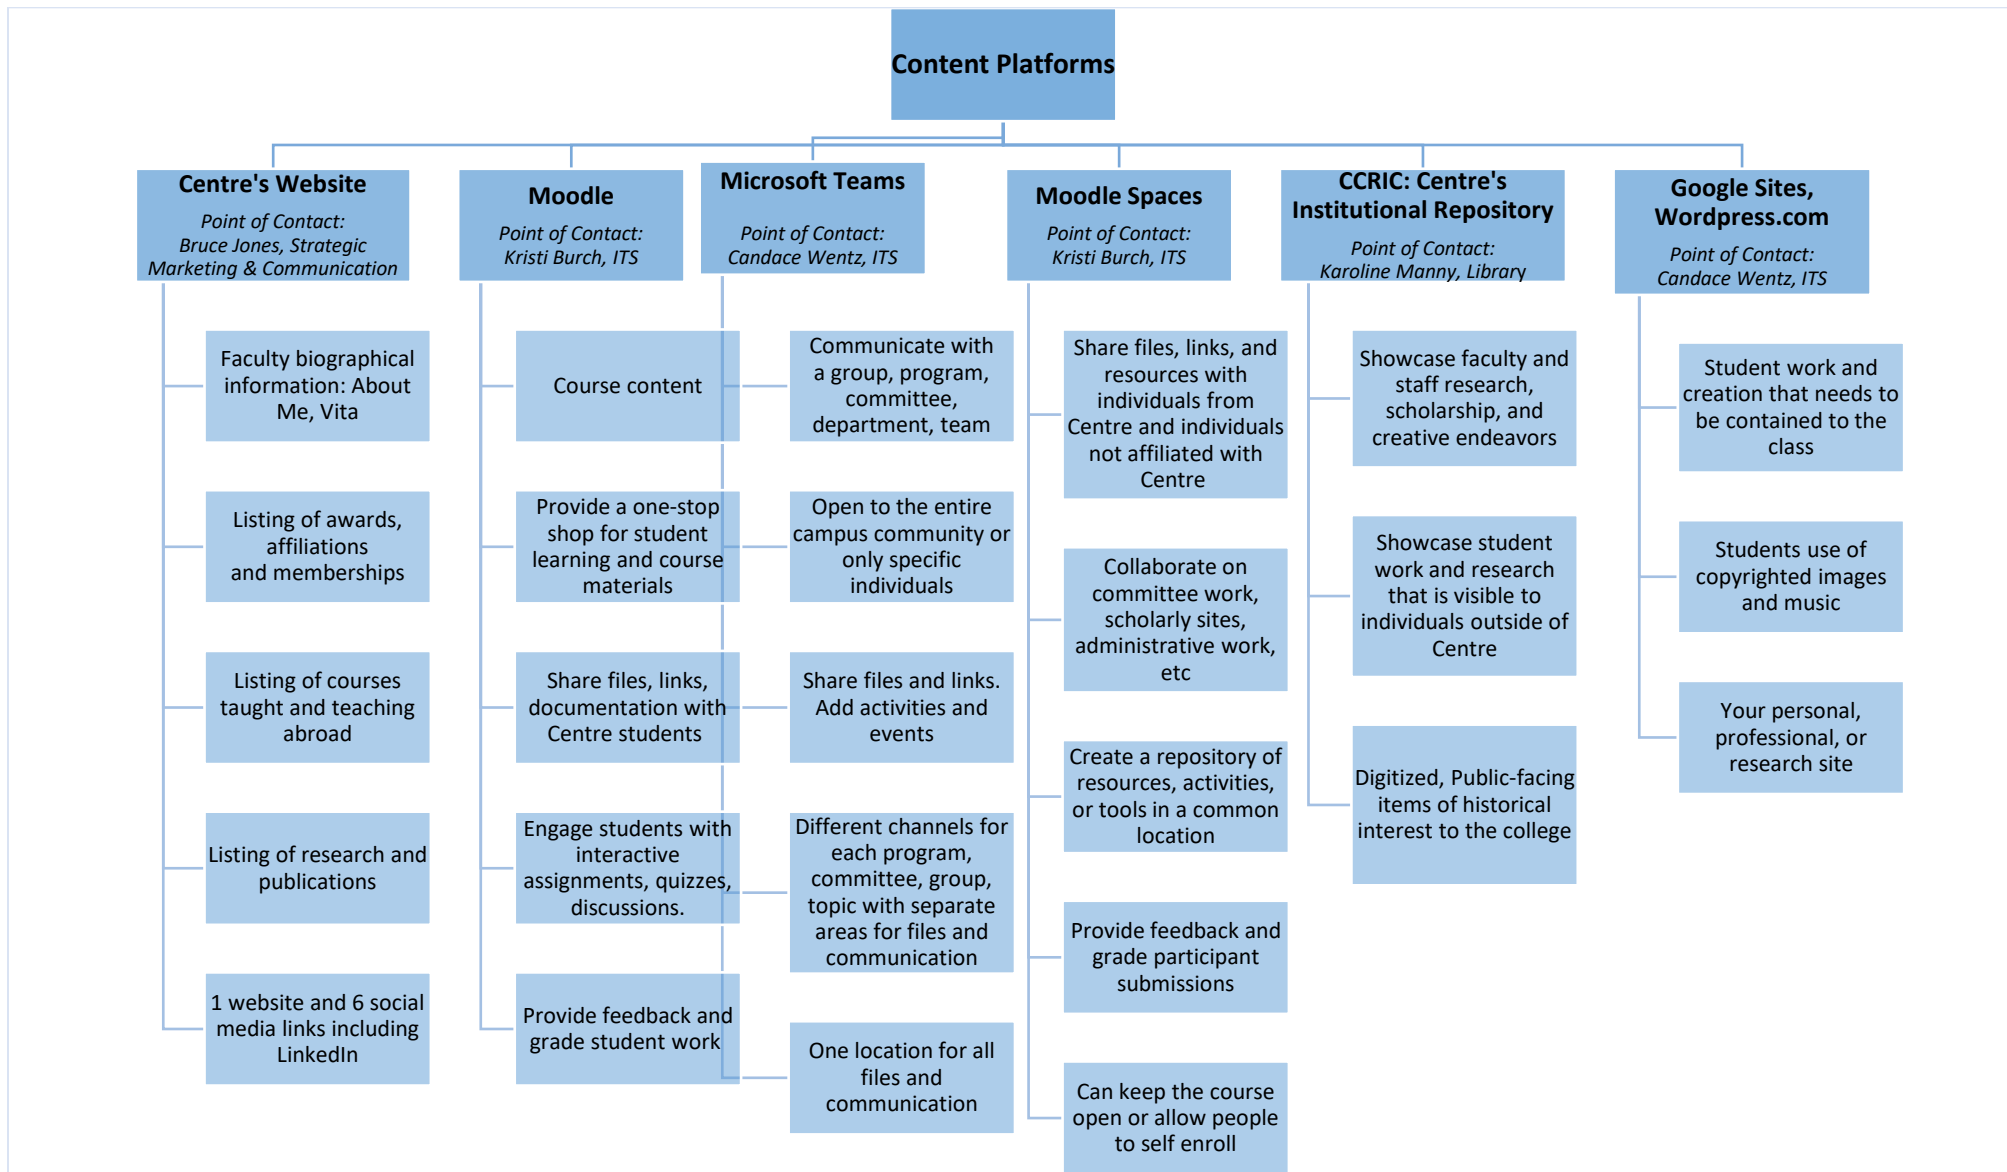 Content Platforms
Centre's Website
Point of Contact:
Bruce Jones, Strategic
Marketing & Communication
Faculty biographical
information: About
Me, Vita
Listing of awards,
affiliations
and memberships
Listing of courses
taught and teaching
abroad
Listing of research and
publications
1 website and 6 social
media links including
LinkedIn
Moodle
Point of Contact:
Kristi Burch, ITS
Course content
Provide a one-stop
shop for student
learning and course
materials
Share files, links,
documentation with
Centre students
Engage students with
interactive
assignments, quizzes,
discussions.
Provide feedback and
grade student work
Microsoft Teams
Point of Contact:
Candace Wentz, ITS
Communicate with
a group, program,
committee,
department, team
Open to the entire
campus community or
only specific
individuals
Share files and links.
Add activities and
events
Different channels for
each program,
committee, group,
topic with separate
areas for files and
communication
One location for all
files and
communication
Moodle Spaces
Point of Contact:
Kristi Burch, ITS
Share files, links, and
resources with
individuals from
Centre and individuals
not affiliated with
Centre
Collaborate on
committee work,
scholarly sites,
administrative work,
etc
Create a repository of
resources, activities,
or tools in a common
location
Provide feedback and
grade participant
submissions
Can keep the course
open or allow people
to self enroll
CCRIC: Centre's
Institutional Repository
Point of Contact:
Karoline Manny, Library
Showcase faculty and
staff research,
scholarship, and
creative endeavors
Showcase student
work and research
that is visible to
individuals outside of
Centre
Digitized, Public-facing
items of historical
interest to the college
Google Sites,
Wordpress.com
Point of Contact:
Candace Wentz, ITS
Student work and
creation that needs to
be contained to the
class
Students use of
copyrighted images
and music
Your personal,
professional, or
research site